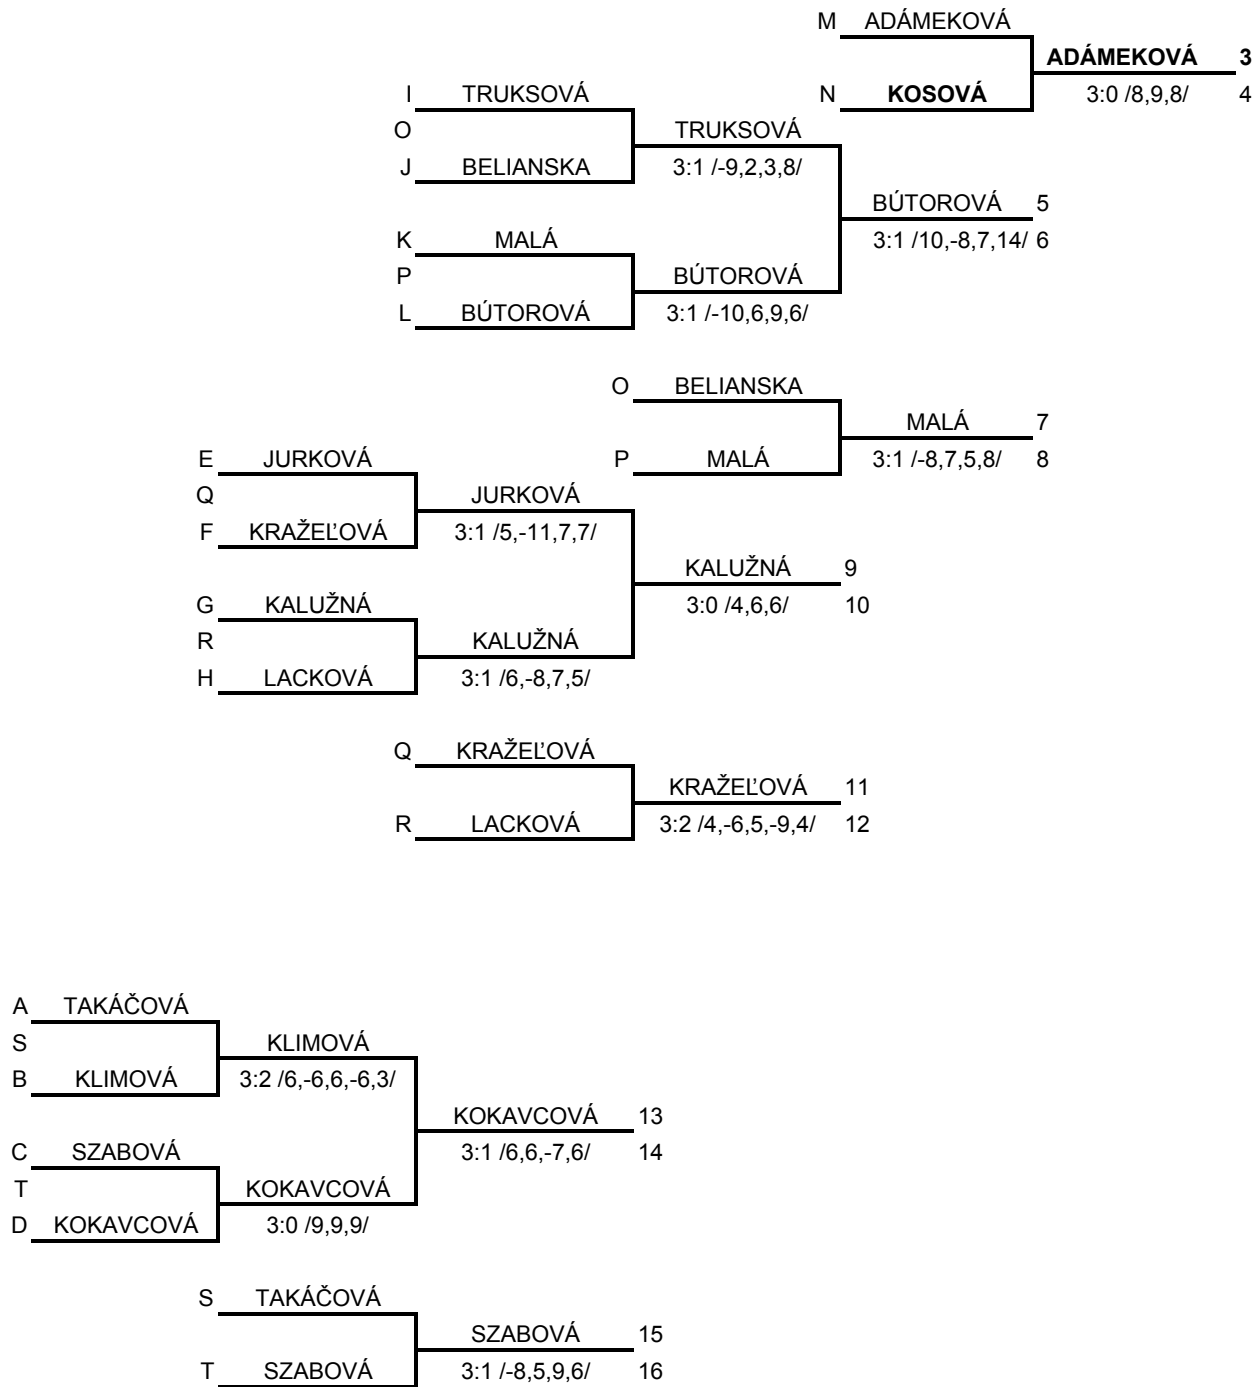 M ADÁMEKOVÁ
ADÁMEKOVÁ 3
I TRUKSOVÁ N KOSOVÁ 3:0 /8,9,8/ 4
O TRUKSOVÁ
J BELIANSKA 3:1 /-9,2,3,8/
BÚTOROVÁ 5
K MALÁ 3:1 /10,-8,7,14/ 6
P BÚTOROVÁ
L BÚTOROVÁ 3:1 /-10,6,9,6/
O BELIANSKA
MALÁ 7
E JURKOVÁ P MALÁ 3:1 /-8,7,5,8/ 8
Q JURKOVÁ
F KRAŽEĽOVÁ 3:1 /5,-11,7,7/
KALUŽNÁ 9
G KALUŽNÁ 3:0 /4,6,6/ 10
R KALUŽNÁ
H LACKOVÁ 3:1 /6,-8,7,5/
Q KRAŽEĽOVÁ
KRAŽEĽOVÁ 11
R LACKOVÁ 3:2 /4,-6,5,-9,4/ 12
A TAKÁČOVÁ
S KLIMOVÁ
B KLIMOVÁ 3:2 /6,-6,6,-6,3/
KOKAVCOVÁ 13
C SZABOVÁ 3:1 /6,6,-7,6/ 14
T KOKAVCOVÁ
D KOKAVCOVÁ 3:0 /9,9,9/
S TAKÁČOVÁ
SZABOVÁ 15
T SZABOVÁ 3:1 /-8,5,9,6/ 16